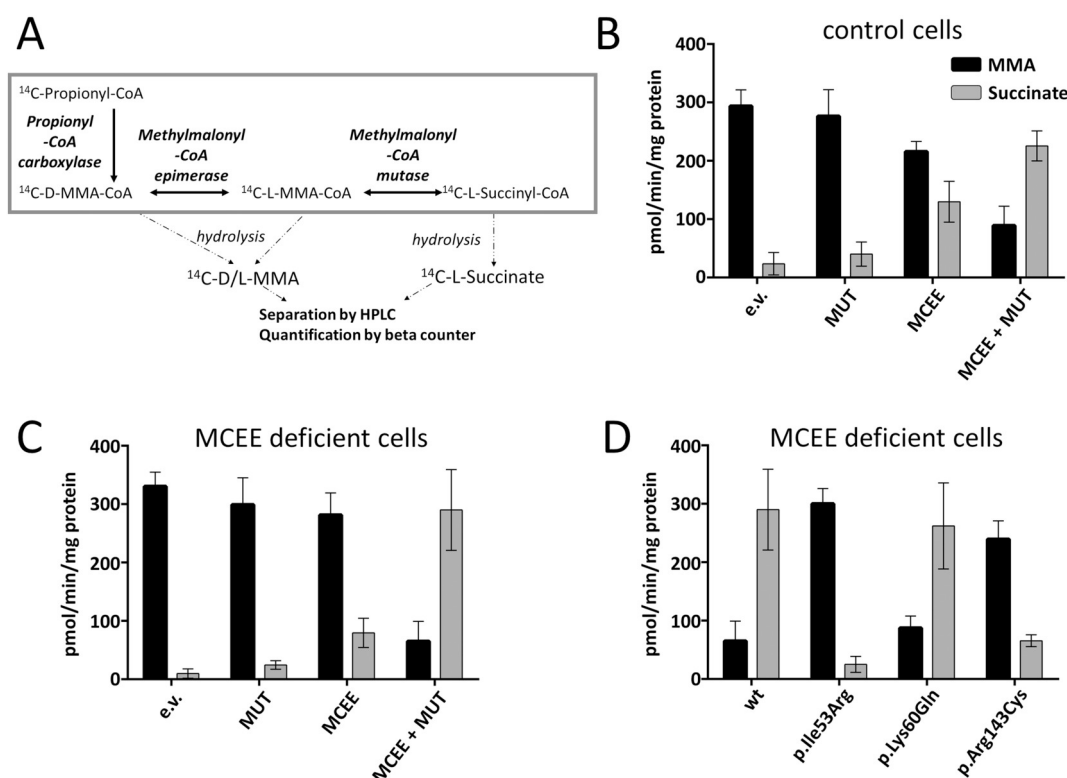 A
¹⁴C-Propionyl-CoA
Propionyl
-CoA
carboxylase
Methylmalonyl
-CoA
epimerase
Methylmalonyl
-CoA
mutase
¹⁴C-D-MMA-CoA
¹⁴C-L-MMA-CoA
¹⁴C-L-Succinyl-CoA
hydrolysis
hydrolysis
¹⁴C-D/L-MMA
¹⁴C-L-Succinate
Separation by HPLC
Quantification by beta counter
B
control cells
MMA
Succinate
pmol/min/mg protein
400
300
200
100
0
e.v.
MUT
MCEE
MCEE + MUT
C
MCEE deficient cells
pmol/min/mg protein
400
300
200
100
0
e.v.
MUT
MCEE
MCEE + MUT
D
MCEE deficient cells
pmol/min/mg protein
400
300
200
100
0
wt
p.Ile53Arg
p.Lys60Gln
p.Arg143Cys